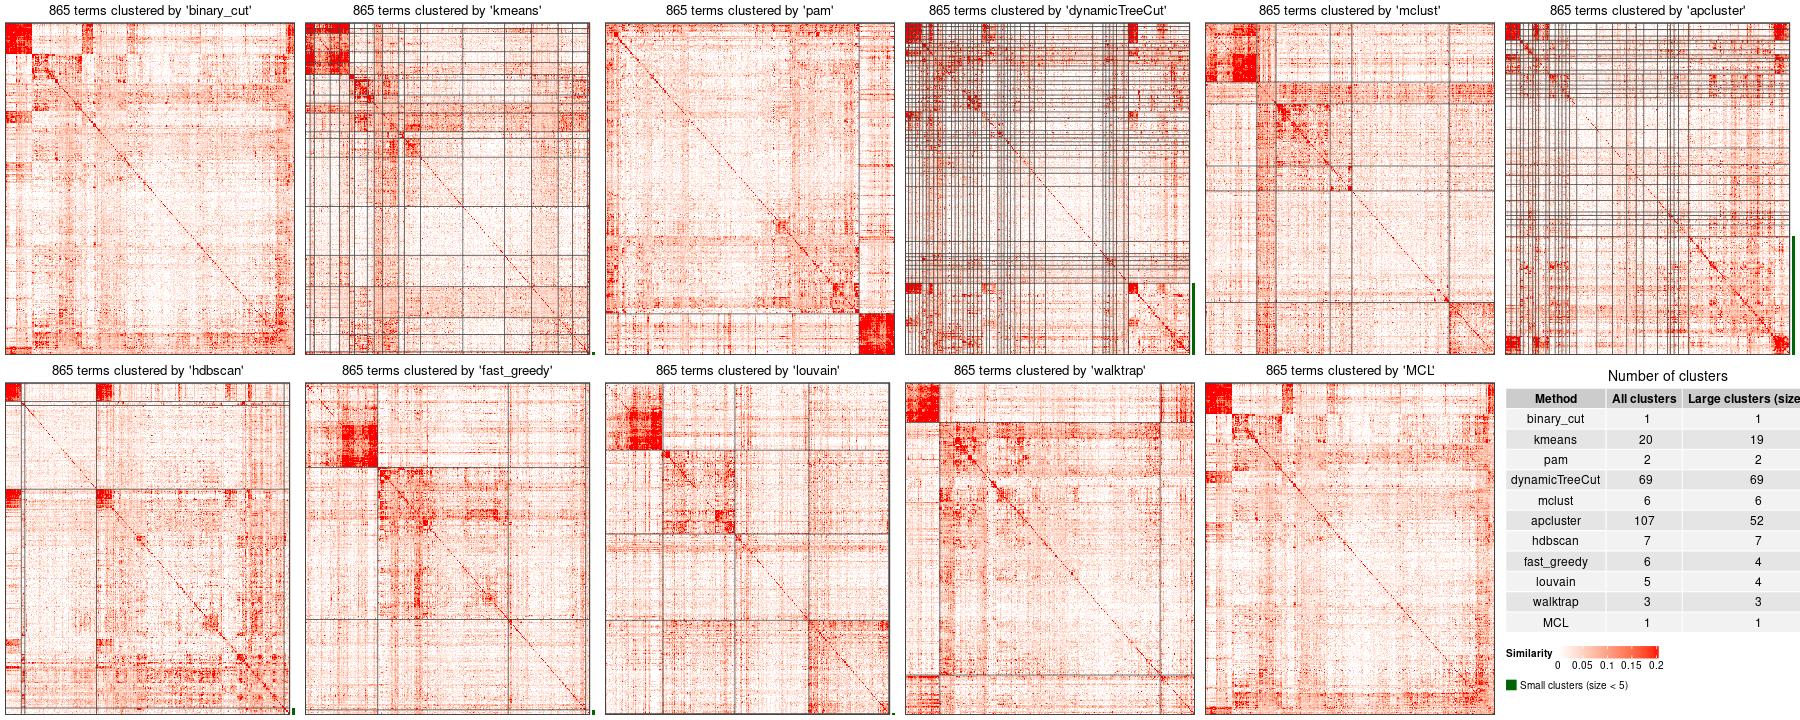 865 terms clustered by 'binary_cut'
865 terms clustered by 'kmeans'
865 terms clustered by 'pam'
865 terms clustered by 'dynamicTreeCut'
865 terms clustered by 'mclust'
865 terms clustered by 'apcluster'
865 terms clustered by 'hdbscan'
865 terms clustered by 'fast_greedy'
865 terms clustered by 'louvain'
865 terms clustered by 'walktrap'
865 terms clustered by 'MCL'
Number of clusters
Method All clusters Large clusters (size
binary_cut 1 1
kmeans 20 19
pam 2 2
dynamicTreeCut 69 69
mclust 6 6
apcluster 107 52
hdbscan 7 7
fast_greedy 6 4
louvain 5 4
walktrap 3 3
MCL 1 1
Similarity
0 0.05 0.1 0.15 0.2
Small clusters (size < 5)